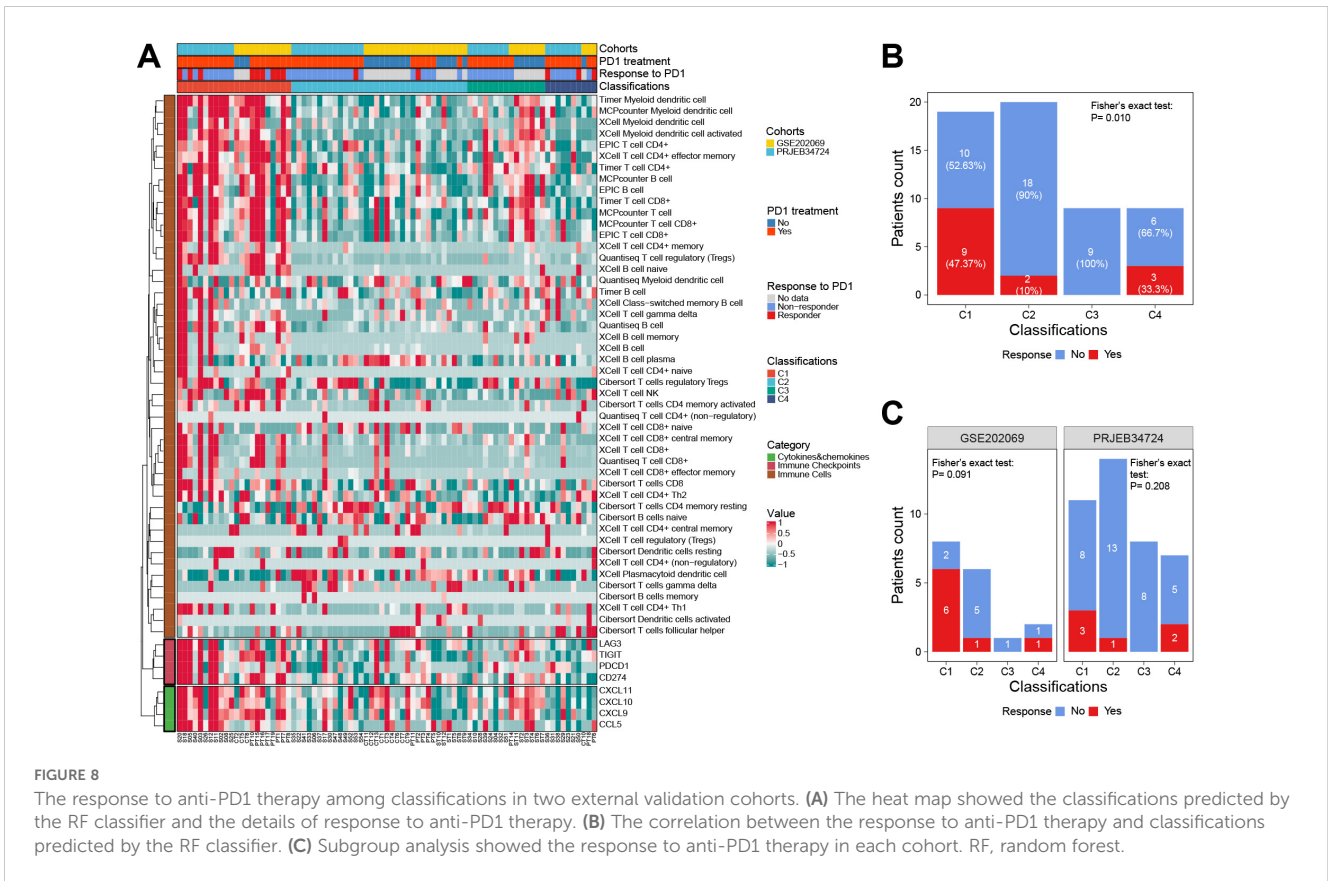 A
Cohorts
PD1 treatment
Response to PD1
Classifications
Timer Myeloid dendritic cell
MCPcounter Myeloid dendritic cell
XCell Myeloid dendritic cell
XCell Myeloid dendritic cell activated
EPIC T cell CD4+
XCell T cell CD4+ effector memory
Timer T cell CD4+
MCPcounter B cell
EPIC B cell
Timer T cell CD8+
MCPcounter T cell
MCPcounter T cell CD8+
EPIC T cell CD8+
XCell T cell CD4+ memory
Quantiseq T cell regulatory (Tregs)
XCell B cell naive
Quantiseq Myeloid dendritic cell
Timer B cell
XCell Class−switched memory B cell
XCell T cell gamma delta
Quantiseq B cell
XCell B cell memory
XCell B cell
XCell B cell plasma
XCell T cell CD4+ naive
Cibersort T cells regulatory Tregs
XCell T cell NK
Cibersort T cells CD4 memory activated
Quantiseq T cell CD4+ (non−regulatory)
XCell T cell CD8+ naive
XCell T cell CD8+ central memory
XCell T cell CD8+
Quantiseq T cell CD8+
XCell T cell CD8+ effector memory
Cibersort T cells CD8
XCell T cell CD4+ Th2
Cibersort T cells CD4 memory resting
Cibersort B cells naive
XCell T cell CD4+ central memory
XCell T cell regulatory (Tregs)
Cibersort Dendritic cells resting
XCell T cell CD4+ (non−regulatory)
XCell Plasmacytoid dendritic cell
Cibersort T cells gamma delta
Cibersort B cells memory
XCell T cell CD4+ Th1
Cibersort Dendritic cells activated
Cibersort T cells follicular helper
LAG3
TIGIT
PDCD1
CD274
CXCL11
CXCL10
CXCL9
CCL5
Cohorts
GSE202069
PRJEB34724
PD1 treatment
No
Yes
Response to PD1
No data
Non−responder
Responder
Classifications
C1
C2
C3
C4
Category
Cytokines&chemokines
Immune Checkpoints
Immune Cells
Value
1
0.5
0
−0.5
−1
B
Fisher's exact test:
P= 0.010
Patients count
20
15
10
5
0
10
(52.63%)
9
(47.37%)
18
(90%)
2
(10%)
9
(100%)
6
(66.7%)
3
(33.3%)
C1 C2 C3 C4
Classifications
Response No Yes
C
GSE202069 PRJEB34724
Fisher's exact test:
P= 0.091
Fisher's exact
test:
P= 0.208
Patients count
10
5
0
2
6
5
1
1
1
1
8
3
13
1
8
5
2
C1 C2 C3 C4 C1 C2 C3 C4
Classifications
Response No Yes
FIGURE 8
The response to anti-PD1 therapy among classifications in two external validation cohorts. (A) The heat map showed the classifications predicted by
the RF classifier and the details of response to anti-PD1 therapy. (B) The correlation between the response to anti-PD1 therapy and classifications
predicted by the RF classifier. (C) Subgroup analysis showed the response to anti-PD1 therapy in each cohort. RF, random forest.